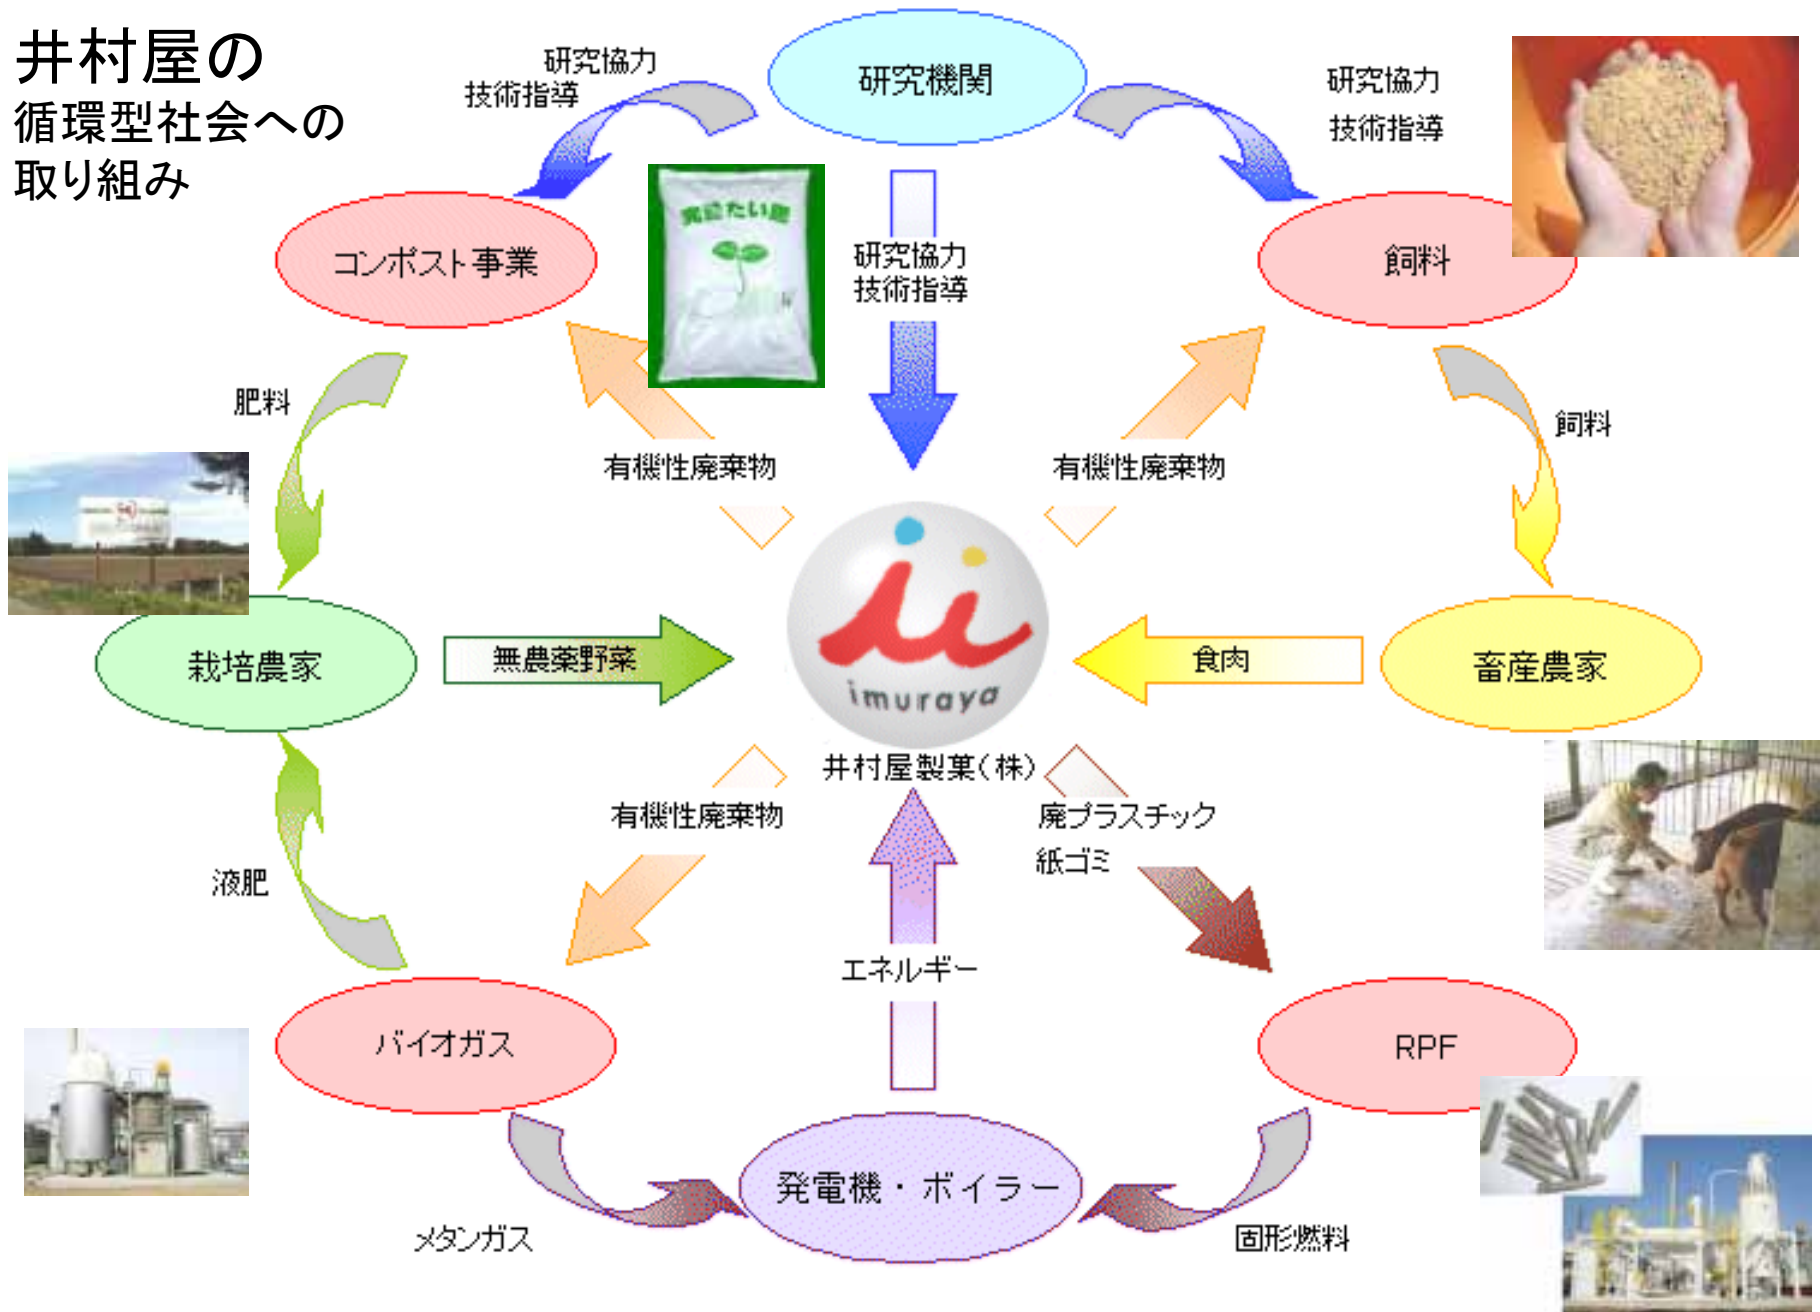 井村屋の
循環型社会への
取り組み
研究協力
技術指導
研究機関
研究協力
技術指導
コンポスト事業
完熟たい肥
研究協力
技術指導
飼料
肥料
有機性廃棄物
有機性廃棄物
飼料
栽培農家
無農薬野菜
imuraya
井村屋製菓(株)
食肉
畜産農家
液肥
有機性廃棄物
廃プラスチック
紙ゴミ
エネルギー
バイオガス
RPF
発電機・ボイラー
メタンガス
固形燃料